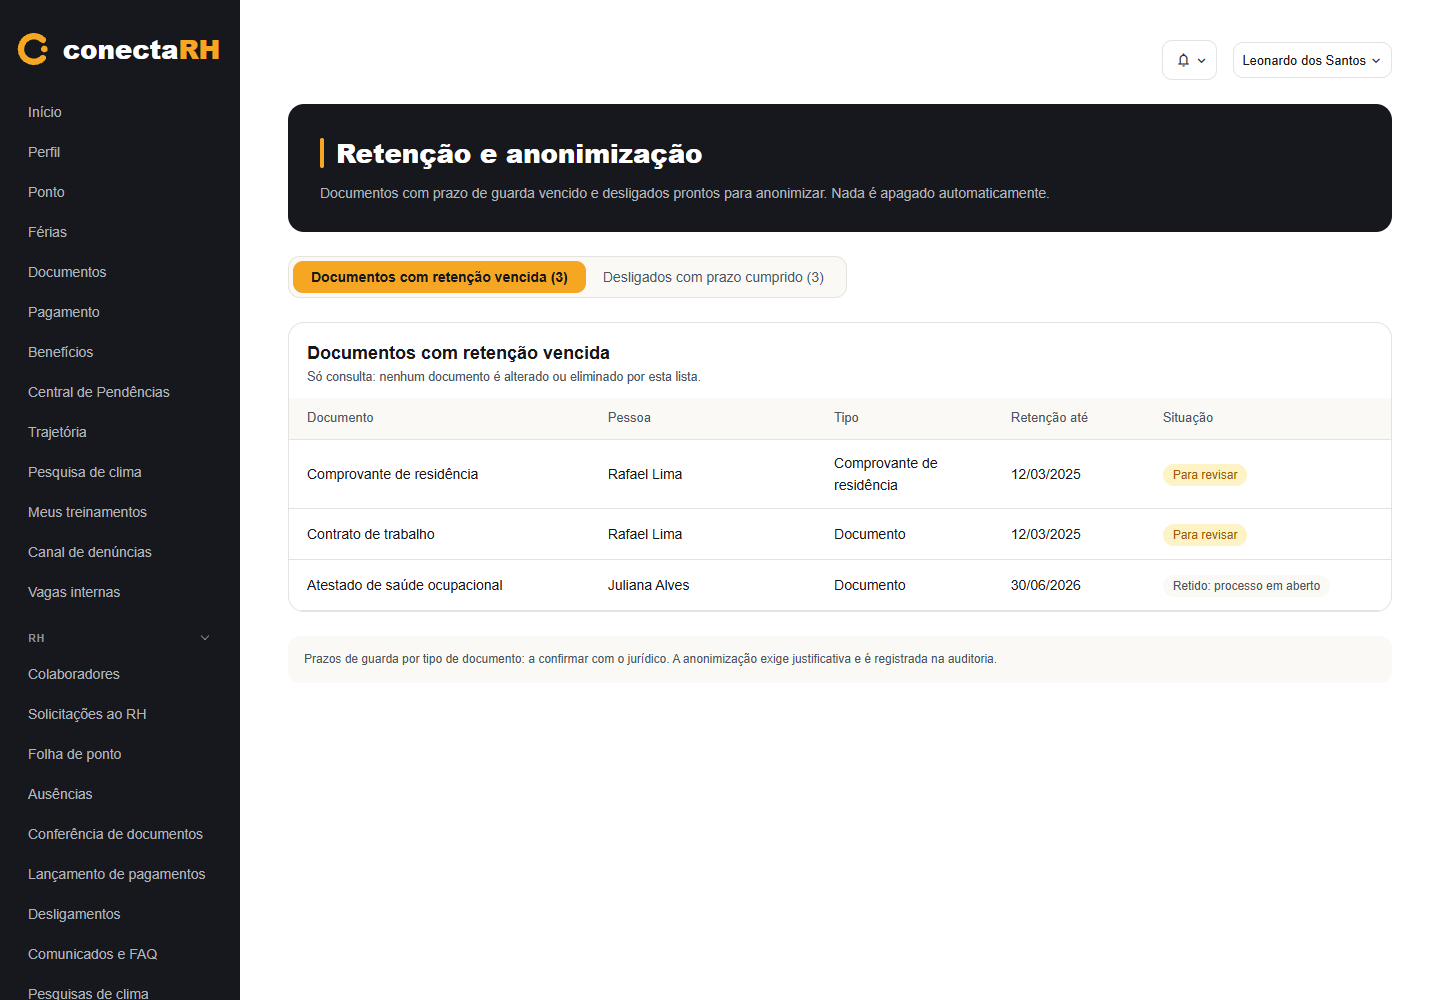 conectaRH
Início
Perfil
Ponto
Férias
Documentos
Pagamento
Benefícios
Central de Pendências
Trajetória
Pesquisa de clima
Meus treinamentos
Canal de denúncias
Vagas internas
RH
Colaboradores
Solicitações ao RH
Folha de ponto
Ausências
Conferência de documentos
Lançamento de pagamentos
Desligamentos
Comunicados e FAQ
Pesquisas de clima
Leonardo dos Santos
Retenção e anonimização
Documentos com prazo de guarda vencido e desligados prontos para anonimizar. Nada é apagado automaticamente.
Documentos com retenção vencida (3) Desligados com prazo cumprido (3)
Documentos com retenção vencida
Só consulta: nenhum documento é alterado ou eliminado por esta lista.
Documento Pessoa Tipo Retenção até Situação
Comprovante de residência Rafael Lima Comprovante de residência 12/03/2025 Para revisar
Contrato de trabalho Rafael Lima Documento 12/03/2025 Para revisar
Atestado de saúde ocupacional Juliana Alves Documento 30/06/2026 Retido: processo em aberto
Prazos de guarda por tipo de documento: a confirmar com o jurídico. A anonimização exige justificativa e é registrada na auditoria.